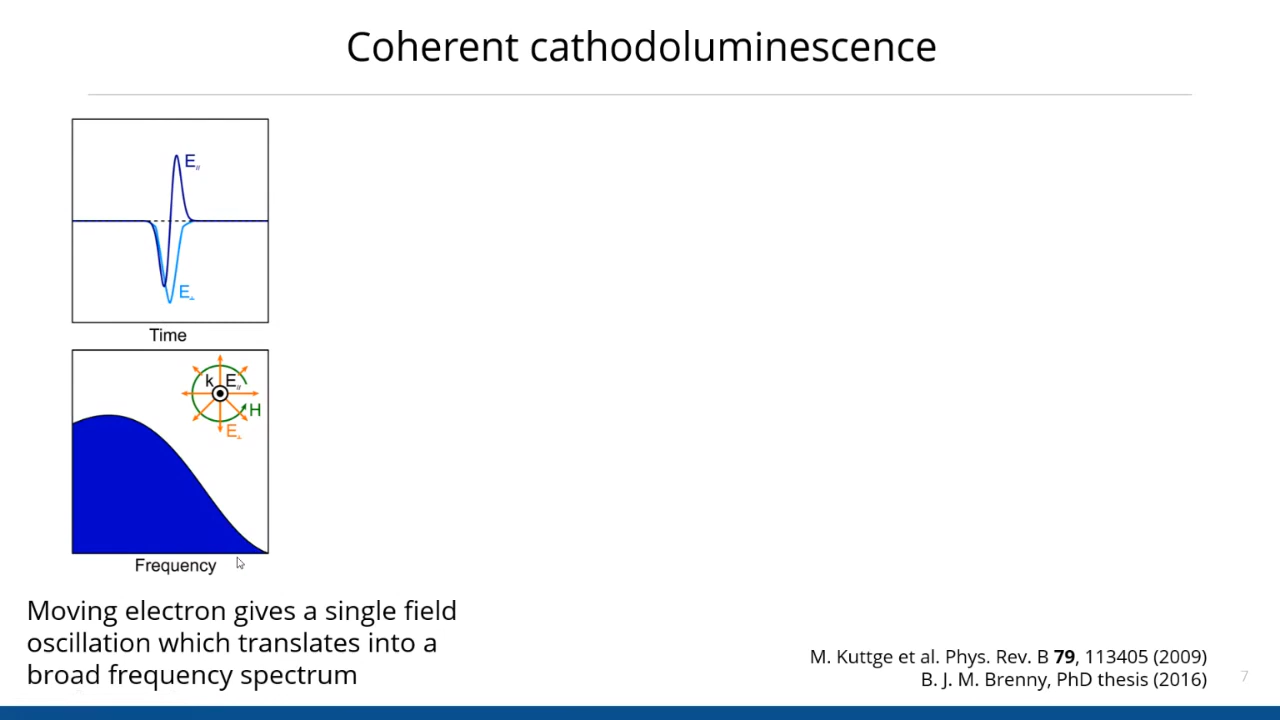 Coherent cathodoluminescence
E//
E⊥
Time
k E//
H
E⊥
Frequency
Moving electron gives a single field
oscillation which translates into a
broad frequency spectrum
M. Kuttge et al. Phys. Rev. B 79, 113405 (2009)
B. J. M. Brenny, PhD thesis (2016)
7